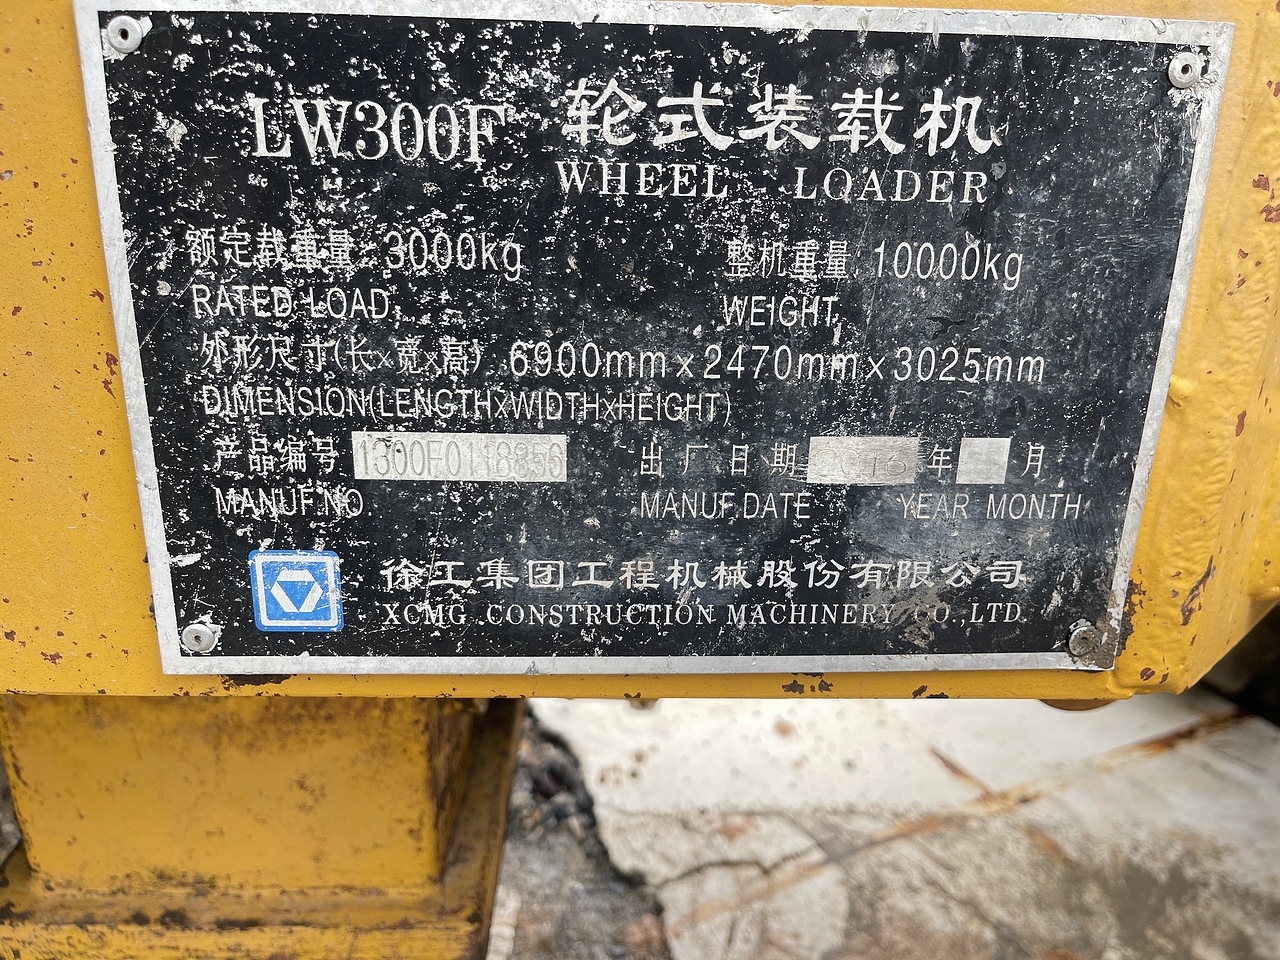 LW300F 轮式装载机
WHEEL LOADER
额定载重量: 3000kg 整机重量: 10000kg
RATED LOAD: WEIGHT:
外形尺寸(长×宽×高): 6900mm×2470mm×3025mm
DIMENSION(LENGTH×WIDTH×HEIGHT)
产品编号 出厂日期 年 月
MANUF.NO MANUF.DATE YEAR MONTH
徐工集团工程机械股份有限公司
XCMG CONSTRUCTION MACHINERY CO.,LTD.